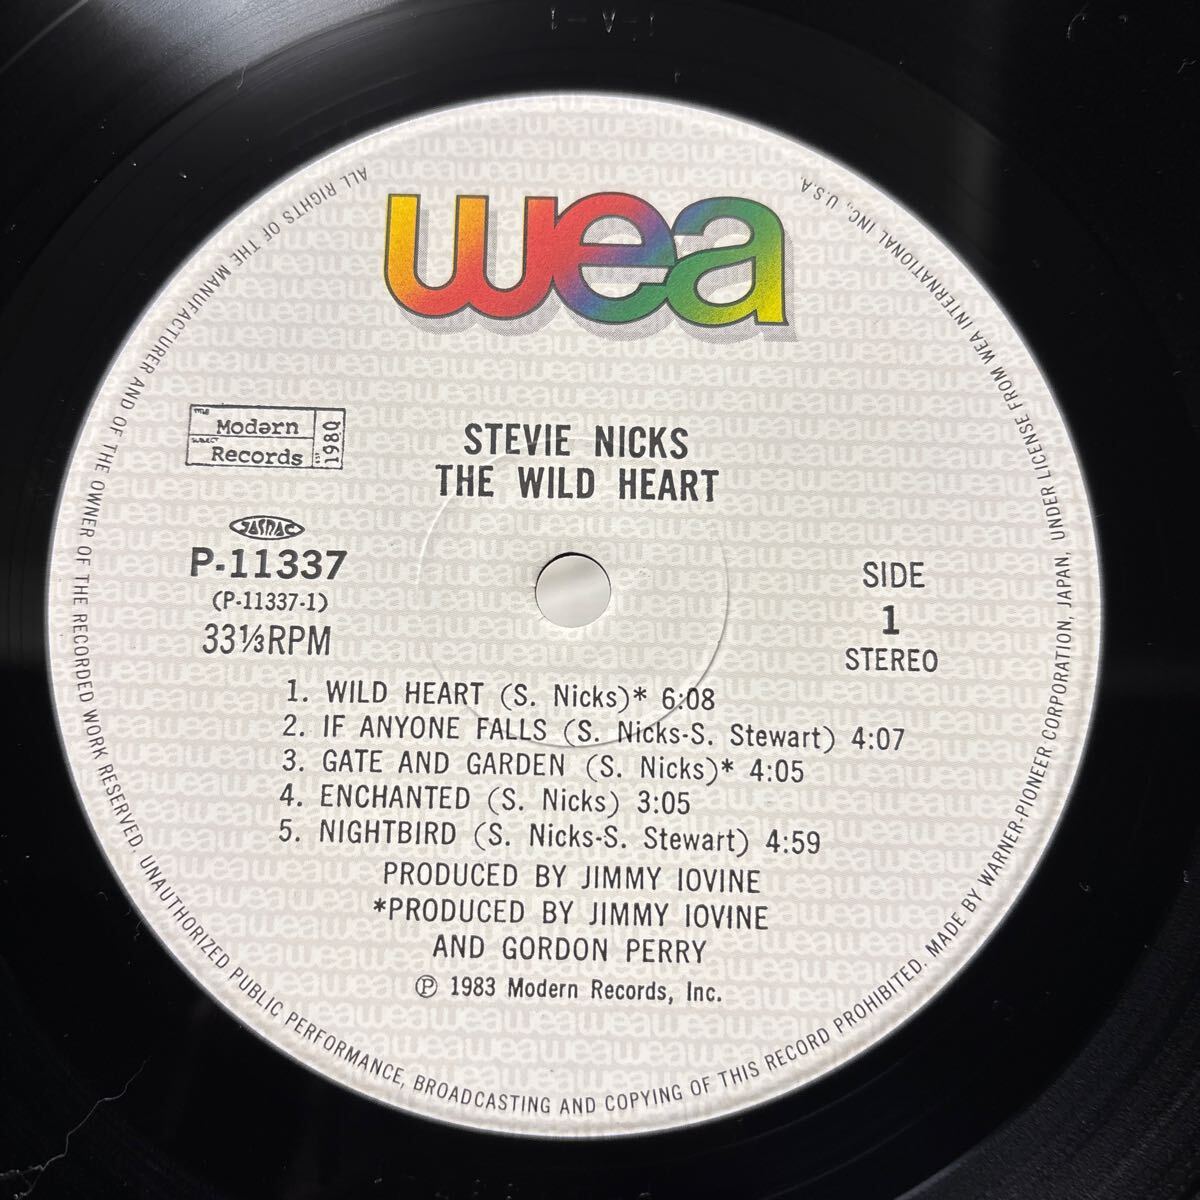 I-V-I
wea
ALL RIGHTS OF THE MANUFACTURER AND OF THE OWNER OF THE RECORDED WORK RESERVED. UNAUTHORIZED PUBLIC PERFORMANCE, BROADCASTING AND COPYING OF THIS RECORD PROHIBITED. MADE BY WARNER-PIONEER CORPORATION, JAPAN, UNDER LICENSE FROM WEA INTERNATIONAL INC., U.S.A.
TITLE Modern
SUBJECT Records
EST 1980
STEVIE NICKS
THE WILD HEART
JASRAC
P-11337
(P-11337-1)
33⅓RPM
SIDE
1
STEREO
1. WILD HEART (S. Nicks)* 6:08
2. IF ANYONE FALLS (S. Nicks-S. Stewart) 4:07
3. GATE AND GARDEN (S. Nicks)* 4:05
4. ENCHANTED (S. Nicks) 3:05
5. NIGHTBIRD (S. Nicks-S. Stewart) 4:59
PRODUCED BY JIMMY IOVINE
*PRODUCED BY JIMMY IOVINE
AND GORDON PERRY
Ⓟ 1983 Modern Records, Inc.